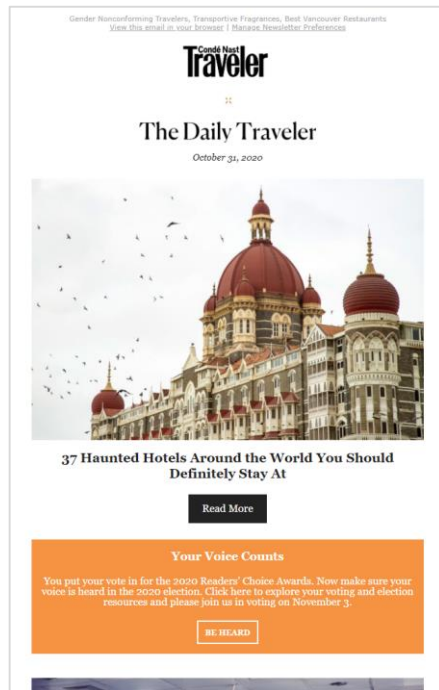 Gender Nonconforming Travelers, Transportive Fragrances, Best Vancouver Restaurants
View this email in your browser | Manage Newsletter Preferences
Condé Nast
Traveler
The Daily Traveler
October 31, 2020
37 Haunted Hotels Around the World You Should
Definitely Stay At
Read More
Your Voice Counts
You put your vote in for the 2020 Readers' Choice Awards. Now make sure your
voice is heard in the 2020 election. Click here to explore your voting and election
resources and please join us in voting on November 3.
BE HEARD